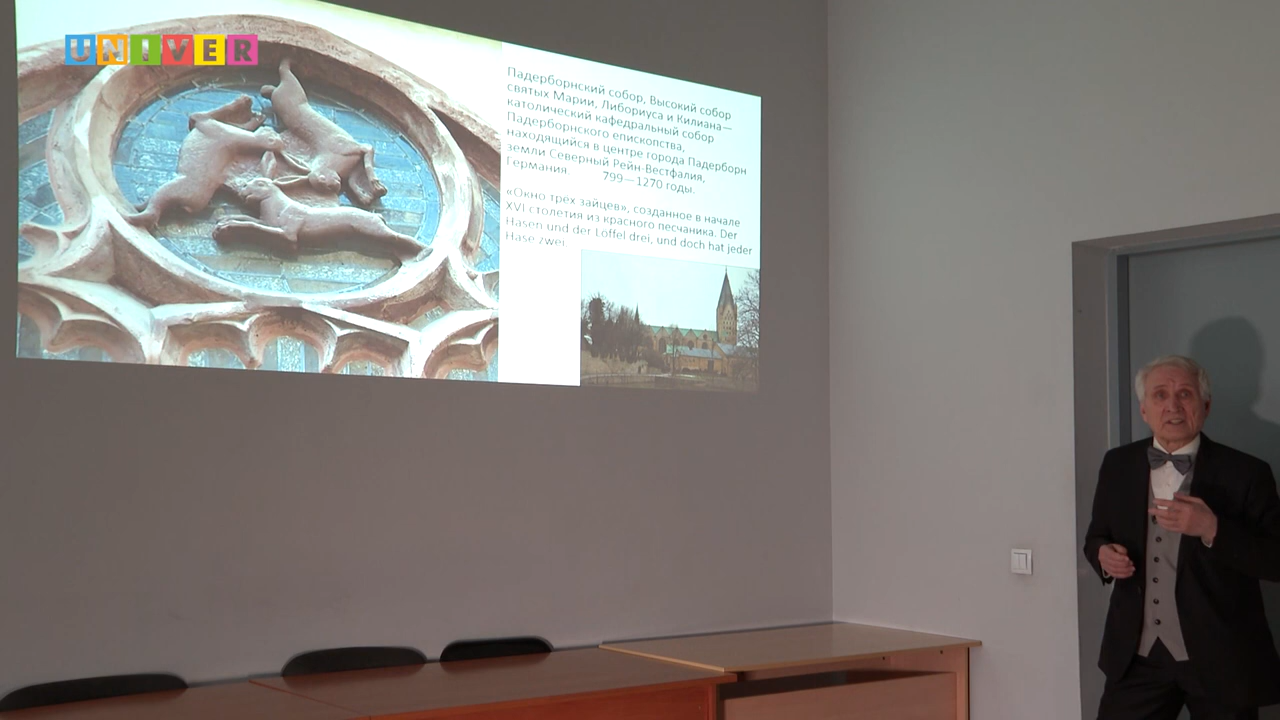 UNIVER
Падерборнский собор, Высокий собор
святых Марии, Либориуса и Килиана—
католический кафедральный собор
Падерборнского епископства,
находящийся в центре города Падерборн
земли Северный Рейн-Вестфалия,
Германия. 799—1270 годы.
«Окно трех зайцев», созданное в начале
XVI столетия из красного песчаника. Der
Hasen und der Löffel drei, und doch hat jeder
Hase zwei.